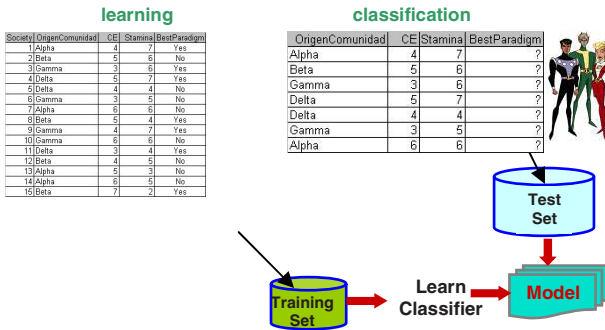 learning
Society OrigenComunidad CE Stamina BestParadigm
1 Alpha 4 7 Yes
2 Beta 5 6 No
3 Gamma 3 6 Yes
4 Delta 5 7 Yes
5 Delta 4 4 No
6 Gamma 3 5 No
7 Alpha 6 6 No
8 Beta 5 4 Yes
9 Gamma 4 7 Yes
10 Gamma 6 6 No
11 Delta 3 4 Yes
12 Beta 4 5 No
13 Alpha 5 3 No
14 Alpha 6 5 No
15 Beta 7 2 Yes
classification
OrigenComunidad CE Stamina BestParadigm
Alpha 4 7 ?
Beta 5 6 ?
Gamma 3 6 ?
Delta 5 7 ?
Delta 4 4 ?
Gamma 3 5 ?
Alpha 6 6 ?
Test
Set
Training
Set
Learn
Classifier
Model